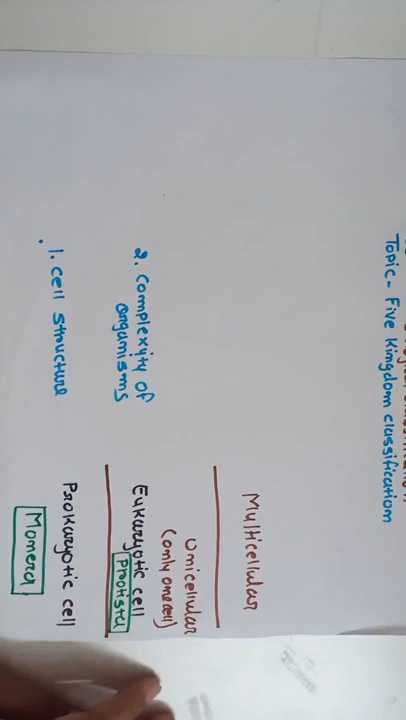 Topic- Five Kingdom classification
Multicellular
Unicellular
(only one cell)
2. Complexity of
organisms
Eukaryotic cell
Protista
1. cell structure
Prokaryotic cell
Monera